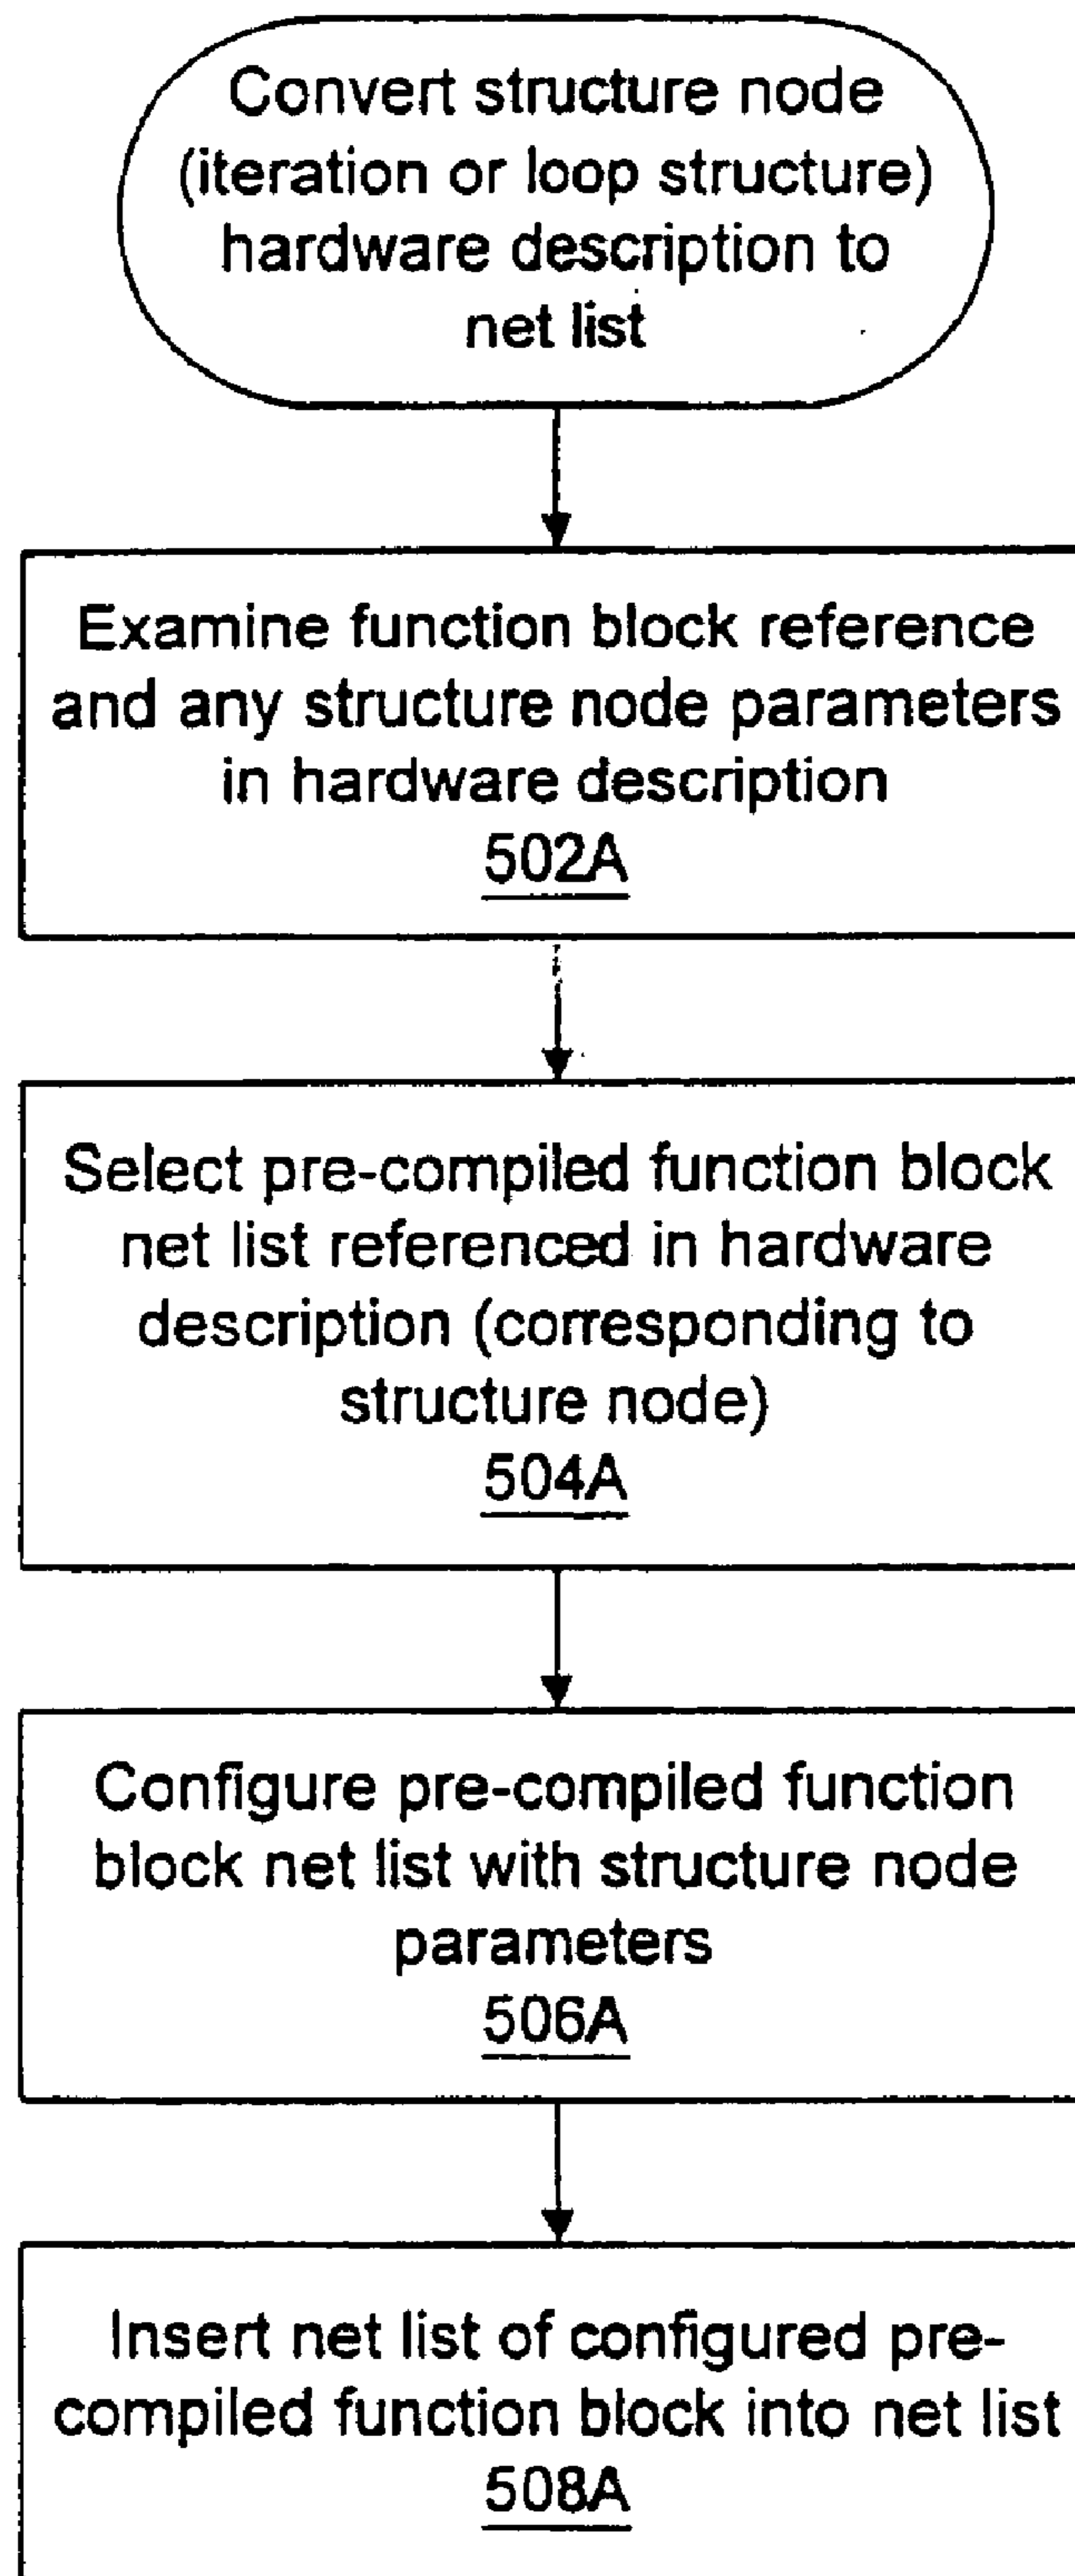 Convert structure node
(iteration or loop structure)
hardware description to
net list
Examine function block reference
and any structure node parameters
in hardware description
502A
Select pre-compiled function block
net list referenced in hardware
description (corresponding to
structure node)
504A
Configure pre-compiled function
block net list with structure node
parameters
506A
Insert net list of configured pre-
compiled function block into net list
508A